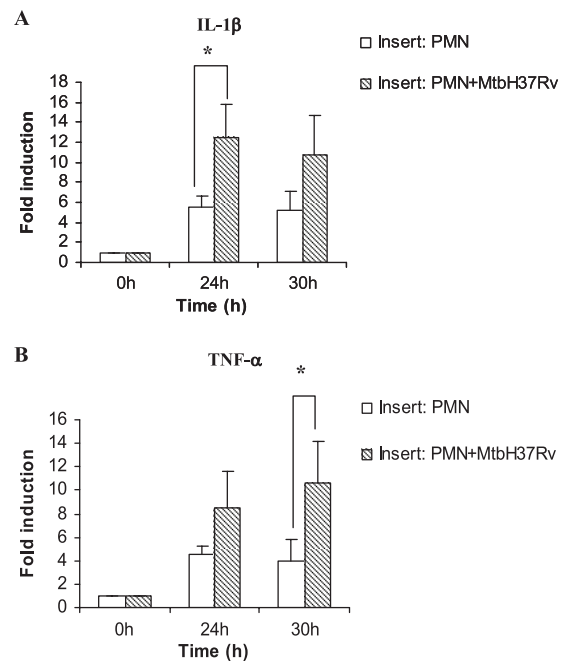 A
IL-1β
*
Insert: PMN
Insert: PMN+MtbH37Rv
Fold induction
18
16
14
12
10
8
6
4
2
0
0h 24h 30h
Time (h)
B
TNF-α
*
Insert: PMN
Insert: PMN+MtbH37Rv
Fold induction
16
14
12
10
8
6
4
2
0
0h 24h 30h
Time (h)